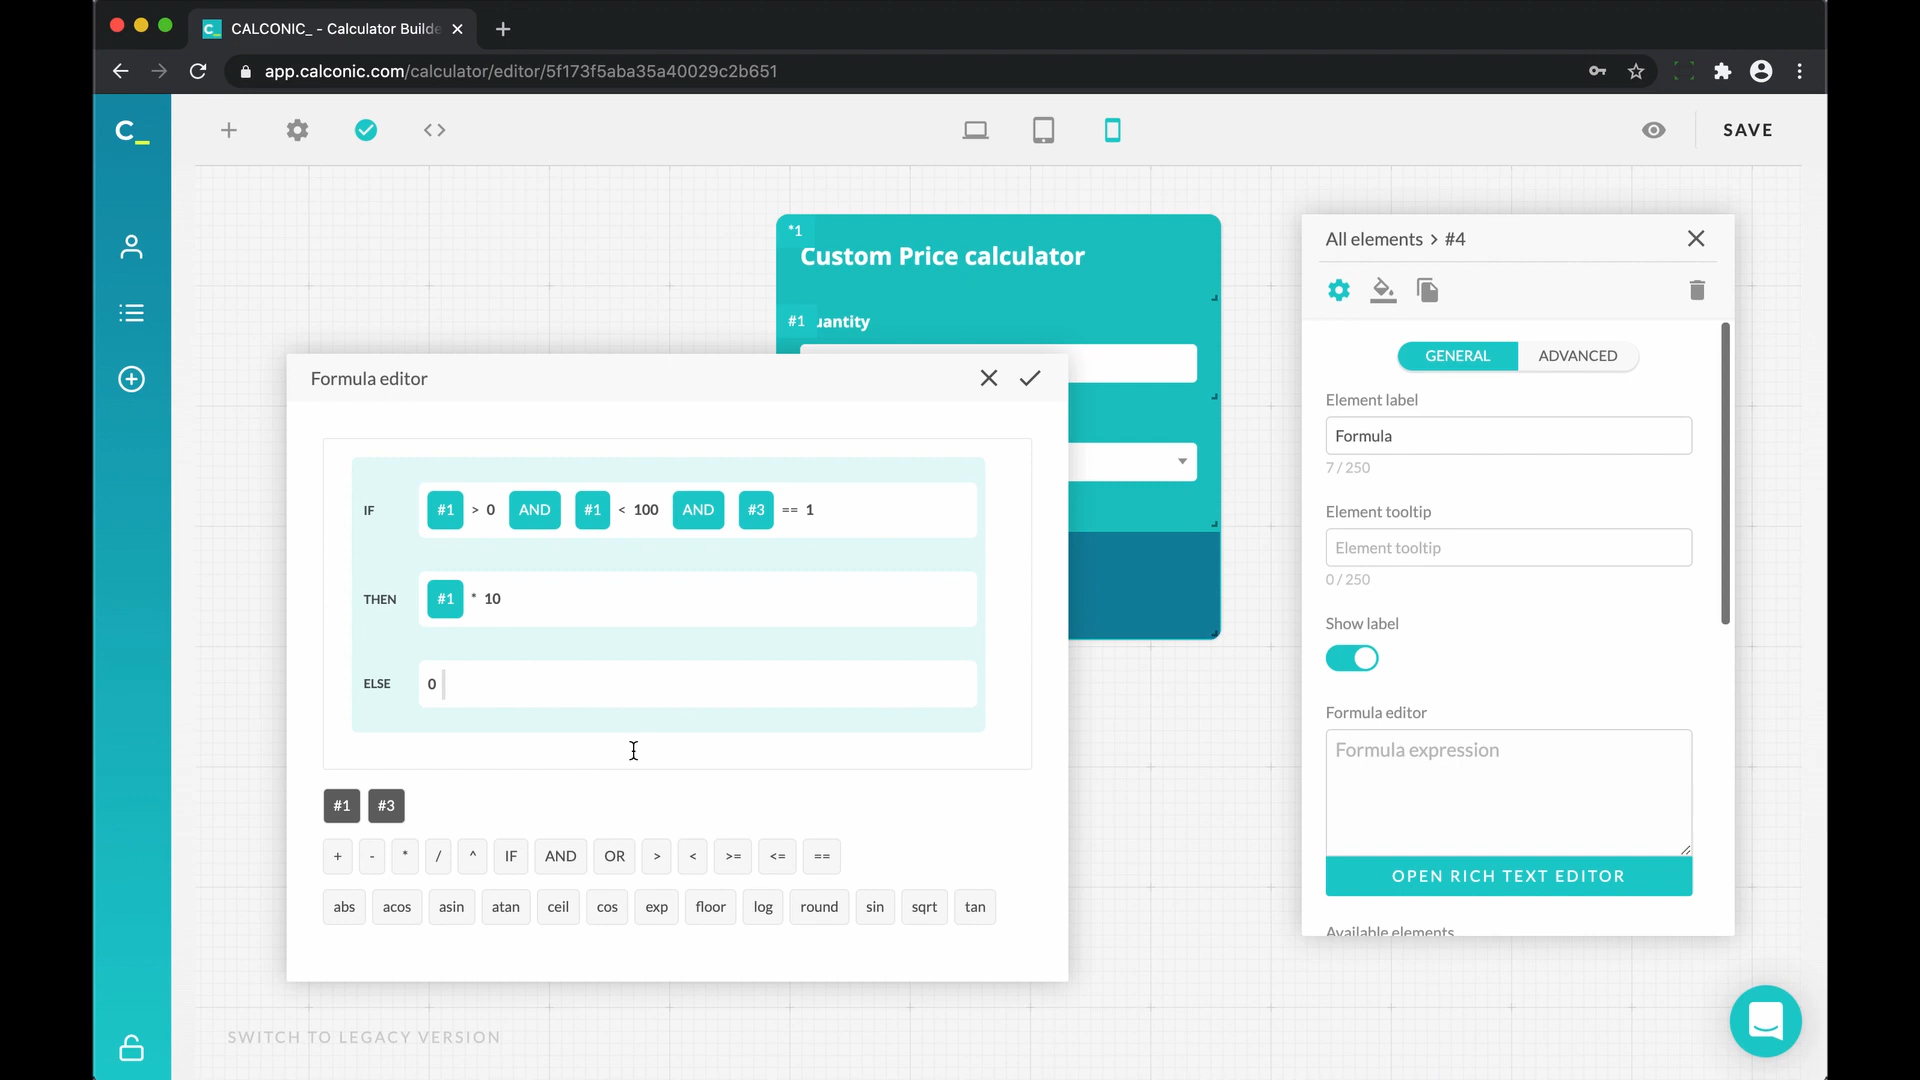 CALCONIC_ - Calculator Builde
app.calconic.com/calculator/editor/5f173f5aba35a40029c2b651
C_
SAVE
*1
Custom Price calculator
#1 uantity
Formula editor
IF #1 > 0 AND #1 < 100 AND #3 == 1
THEN #1 * 10
ELSE 0
#1 #3
+ - * / ^ IF AND OR > < >= <= ==
abs acos asin atan ceil cos exp floor log round sin sqrt tan
All elements > #4
GENERAL ADVANCED
Element label
Formula
7 / 250
Element tooltip
Element tooltip
0 / 250
Show label
Formula editor
Formula expression
OPEN RICH TEXT EDITOR
Available elements
SWITCH TO LEGACY VERSION